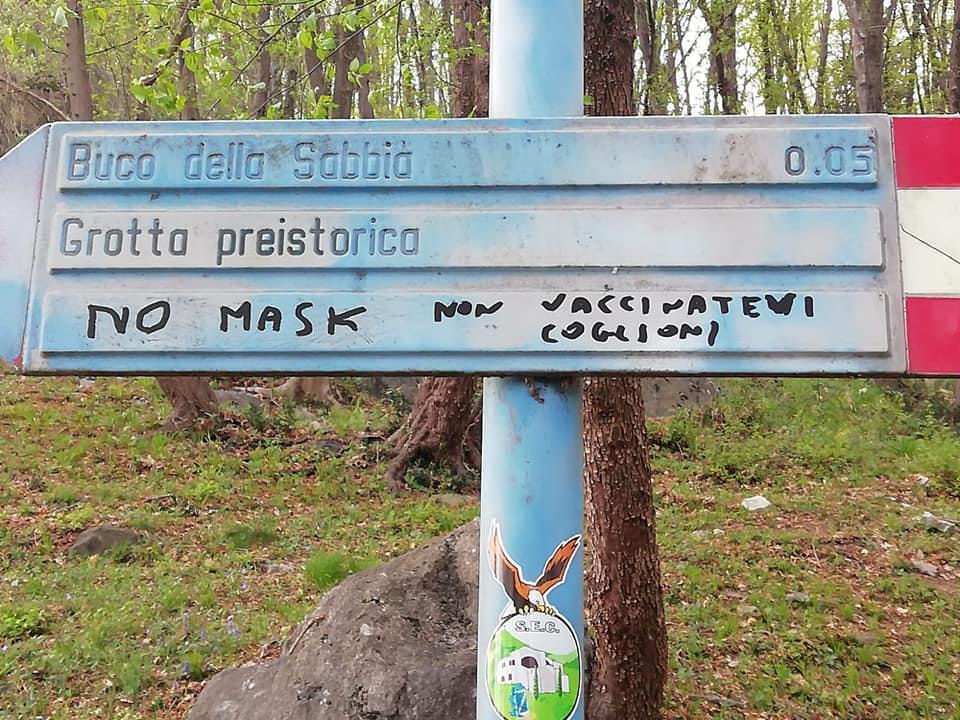 Buco della Sabbia 0.05
Grotta preistorica
NO MASK NON VACCINATEVI
COGLIONI
S.E.C.